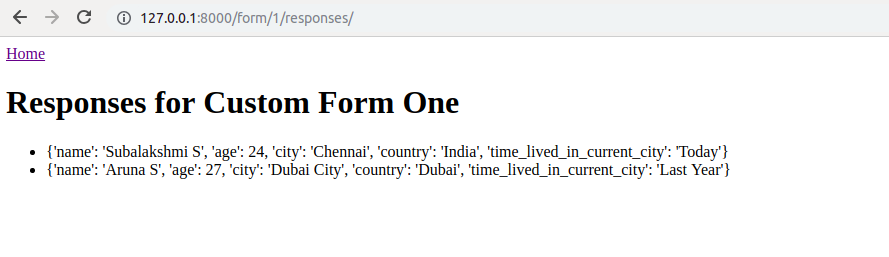 127.0.0.1:8000/form/1/responses/
Home
Responses for Custom Form One
{'name': 'Subalakshmi S', 'age': 24, 'city': 'Chennai', 'country': 'India', 'time_lived_in_current_city': 'Today'}
{'name': 'Aruna S', 'age': 27, 'city': 'Dubai City', 'country': 'Dubai', 'time_lived_in_current_city': 'Last Year'}